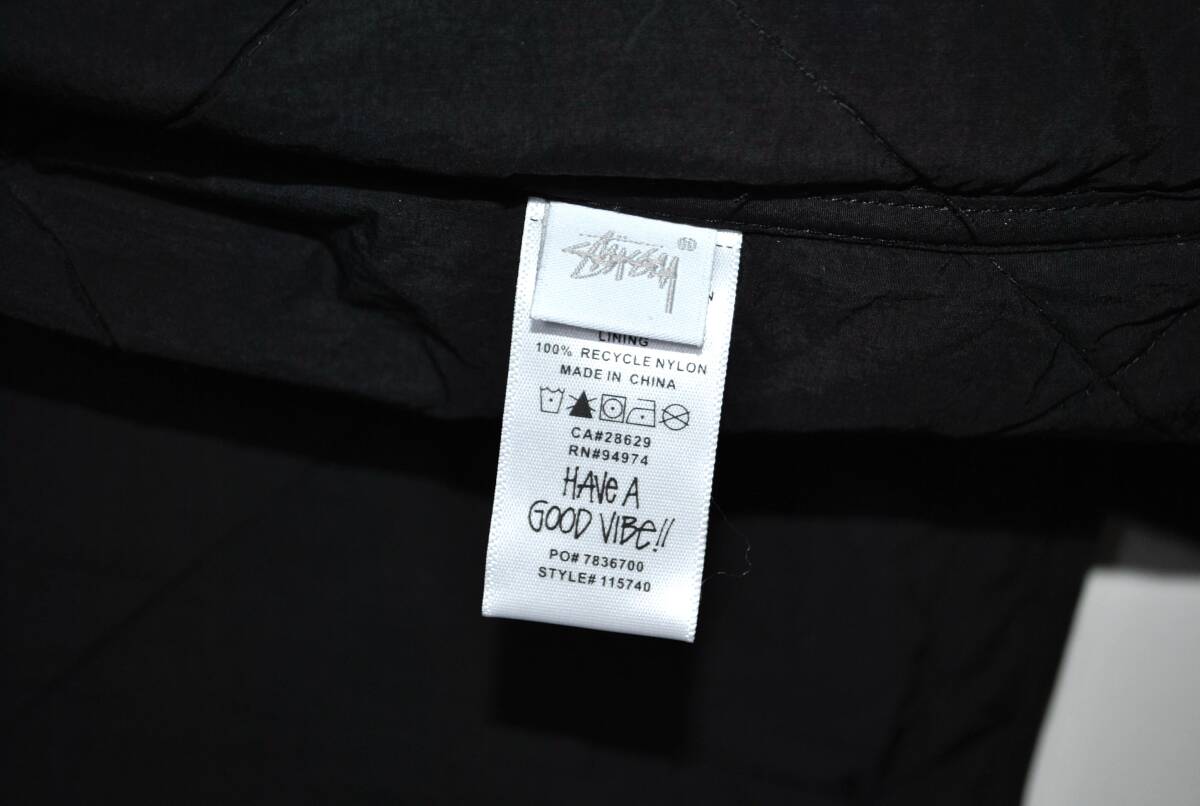 STÜSSY
LINING
100% RECYCLE NYLON
MADE IN CHINA
CA#28629
RN#94974
HAVE A
GOOD VIBE!!
PO# 7836700
STYLE# 115740